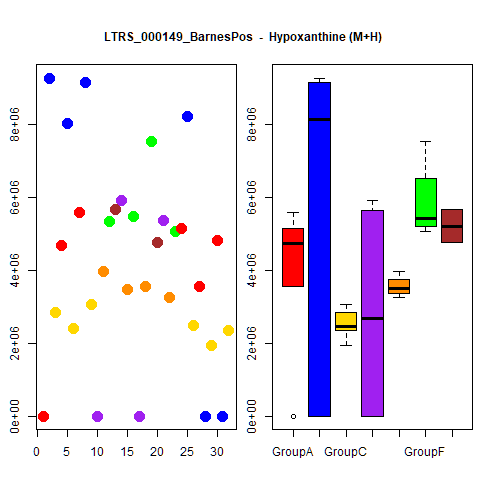 LTRS_000149_BarnesPos - Hypoxanthine (M+H)
0e+00 2e+06 4e+06 6e+06 8e+06
0 5 10 15 20 25 30
0e+00 2e+06 4e+06 6e+06 8e+06
GroupA GroupC GroupF